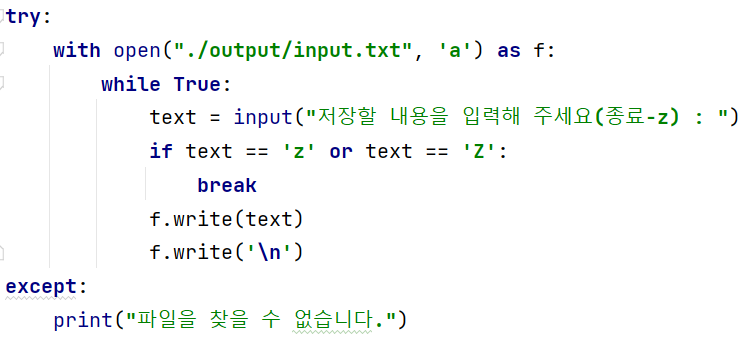 try:
    with open("./output/input.txt", 'a') as f:
        while True:
            text = input("저장할 내용을 입력해 주세요(종료-z) : ")
            if text == 'z' or text == 'Z':
                break
            f.write(text)
            f.write('\n')
except:
    print("파일을 찾을 수 없습니다.")